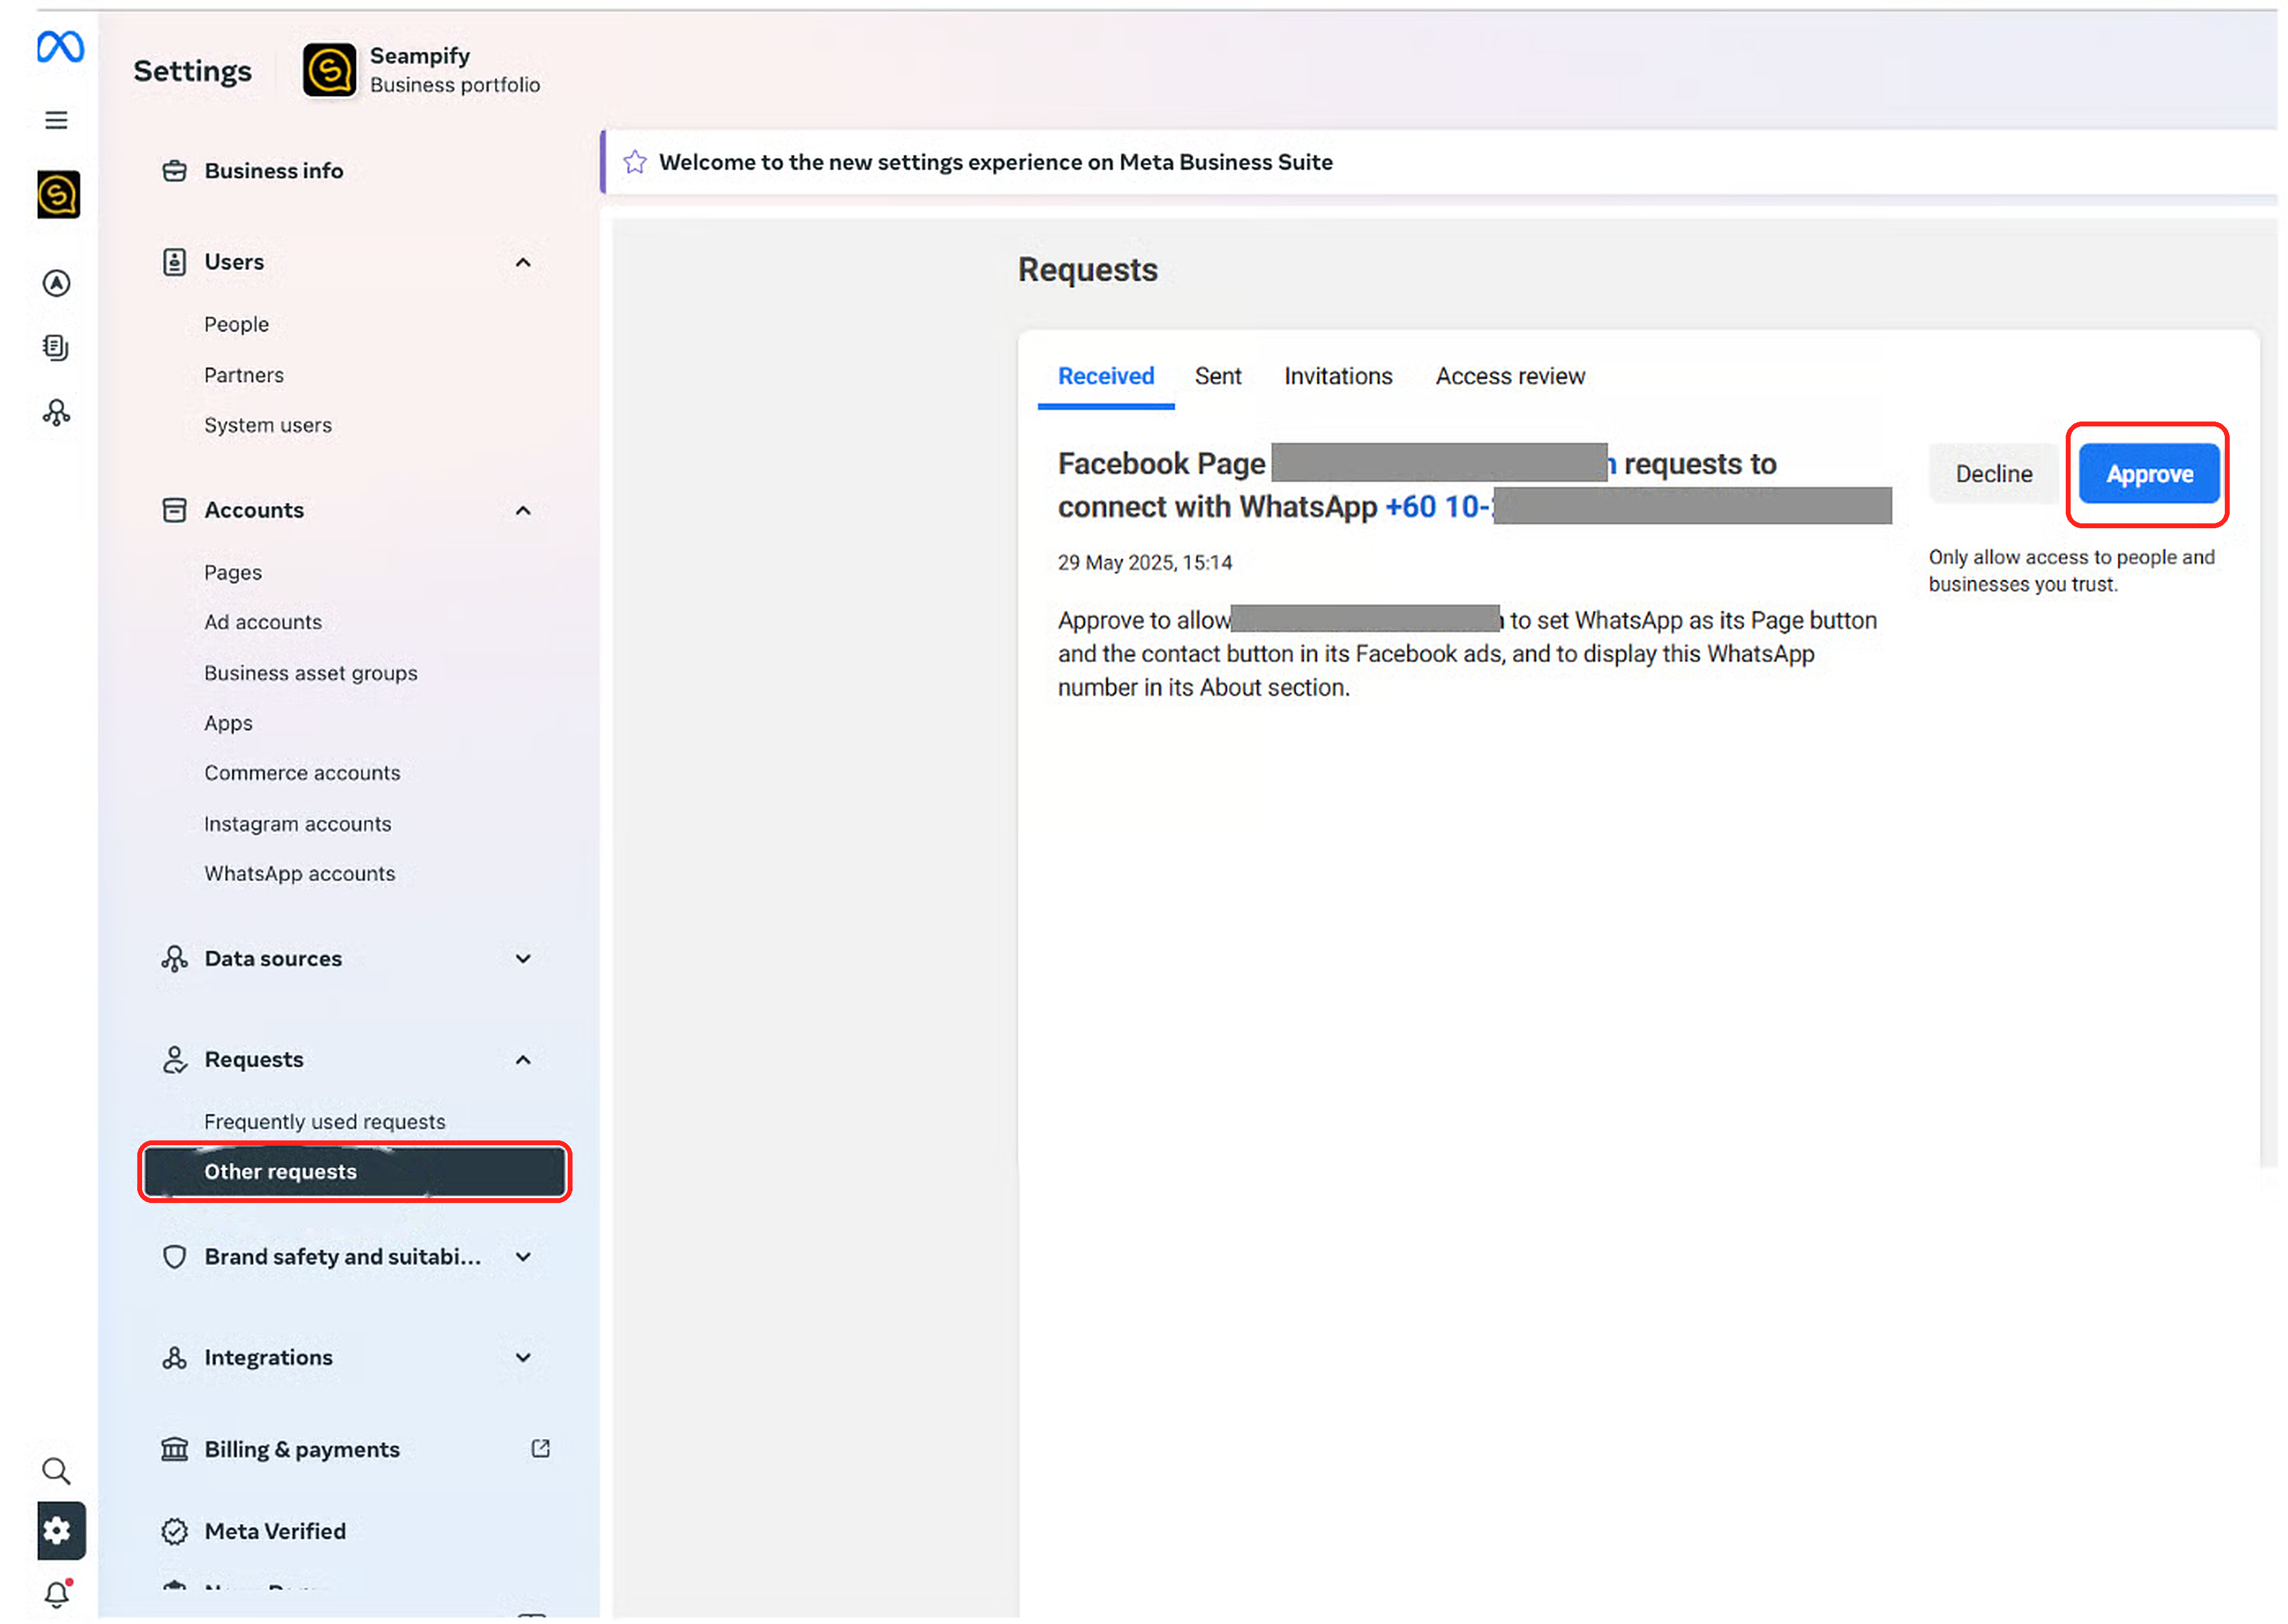 Settings
Seampify
Business portfolio
Business info
Users
People
Partners
System users
Accounts
Pages
Ad accounts
Business asset groups
Apps
Commerce accounts
Instagram accounts
WhatsApp accounts
Data sources
Requests
Frequently used requests
Other requests
Brand safety and suitabi...
Integrations
Billing & payments
Meta Verified
Welcome to the new settings experience on Meta Business Suite
Requests
Received Sent Invitations Access review
Facebook Page requests to
connect with WhatsApp +60 10-
29 May 2025, 15:14
Approve to allow to set WhatsApp as its Page button
and the contact button in its Facebook ads, and to display this WhatsApp
number in its About section.
Decline Approve
Only allow access to people and
businesses you trust.